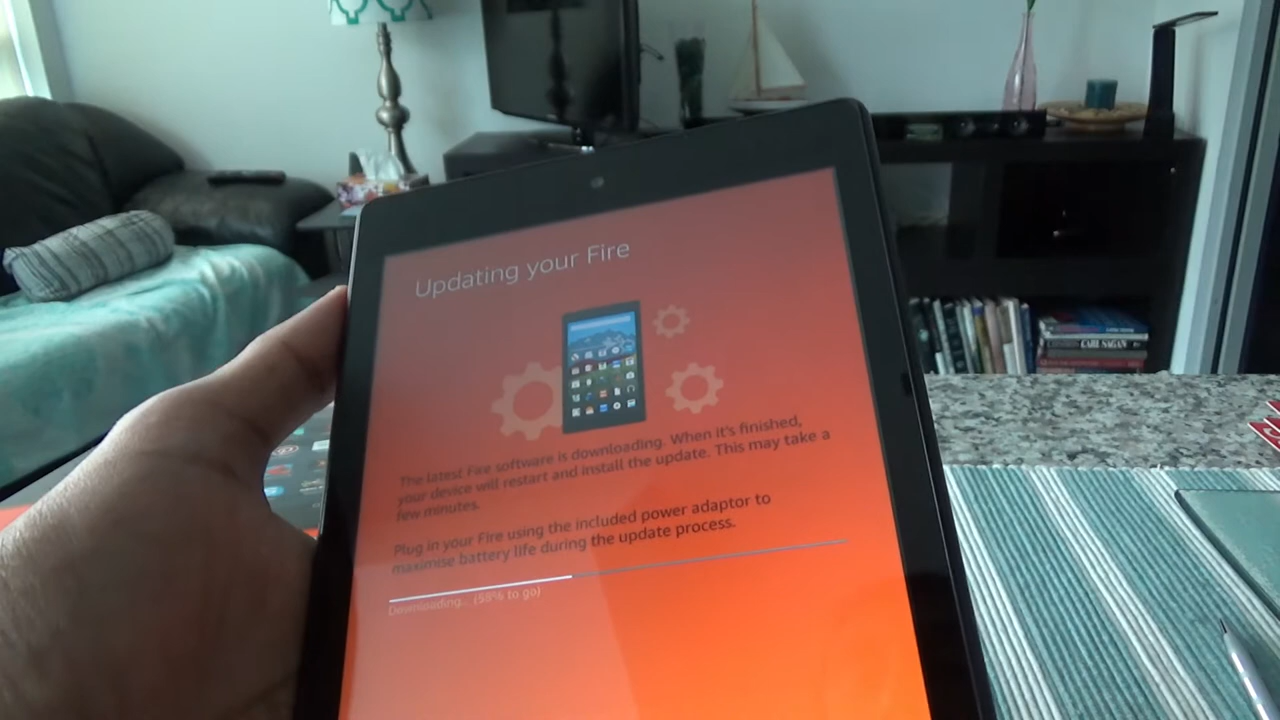 Updating your Fire
The latest Fire software is downloading. When it's finished,
your device will restart and install the update. This may take a
few minutes.
Plug in your Fire using the included power adaptor to
maximise battery life during the update process.
Downloading... (58% to go)
CARL SAGAN